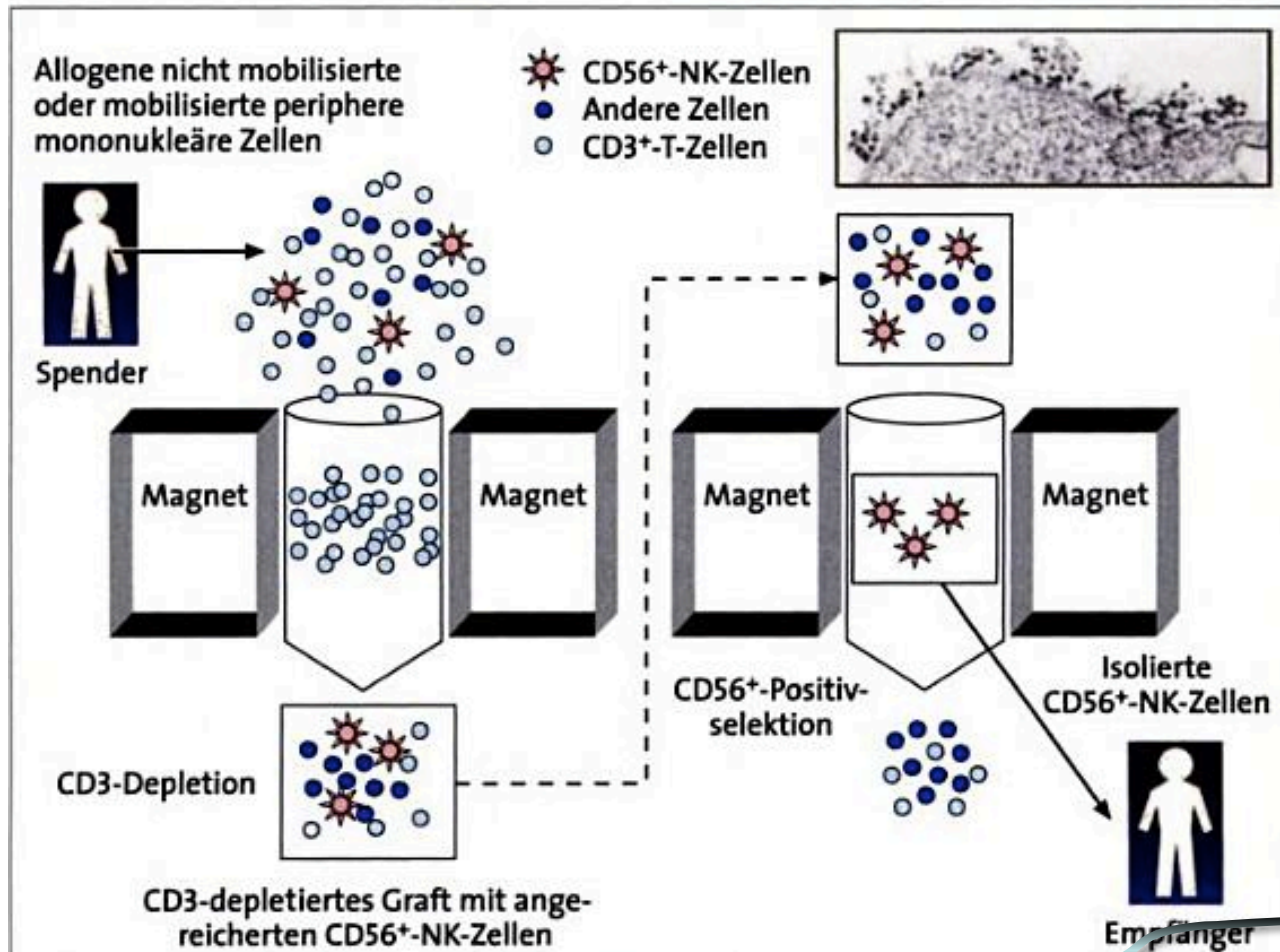 Allogene nicht mobilisierte
oder mobilisierte periphere
mononukleäre Zellen
CD56⁺-NK-Zellen
Andere Zellen
CD3⁺-T-Zellen
Spender
Magnet
Magnet
Magnet
Magnet
CD56⁺-Positiv-
selektion
Isolierte
CD56⁺-NK-Zellen
CD3-Depletion
CD3-depletiertes Graft mit ange-
reicherten CD56⁺-NK-Zellen
Empfänger